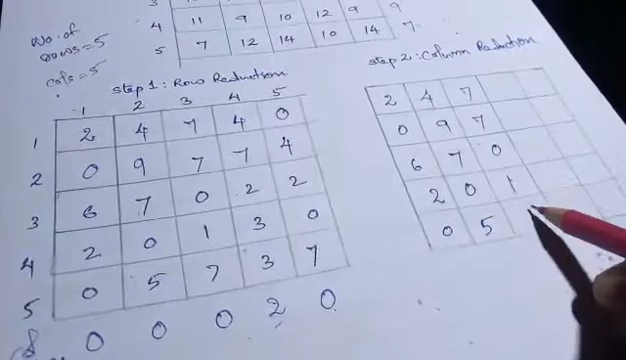 3
4 11 9 10 12 9 9
5 7 12 14 10 14 7
No. of
rows = 5
cols = 5
step 1: Row Reduction
step 2: Column Reduction
1 2 3 4 5
1 2 4 7 4 0
2 0 9 7 7 4
3 6 7 0 2 2
4 2 0 1 3 0
5 0 5 7 3 7
0 0 0 2 0
2 4 7
0 9 7
6 7 0
2 0 1
0 5